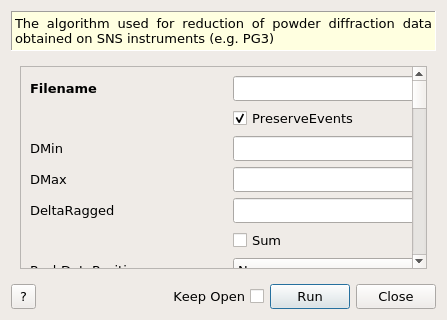 The algorithm used for reduction of powder diffraction data
obtained on SNS instruments (e.g. PG3)
Filename
PreserveEvents
DMin
DMax
DeltaRagged
Sum
? Keep Open Run Close